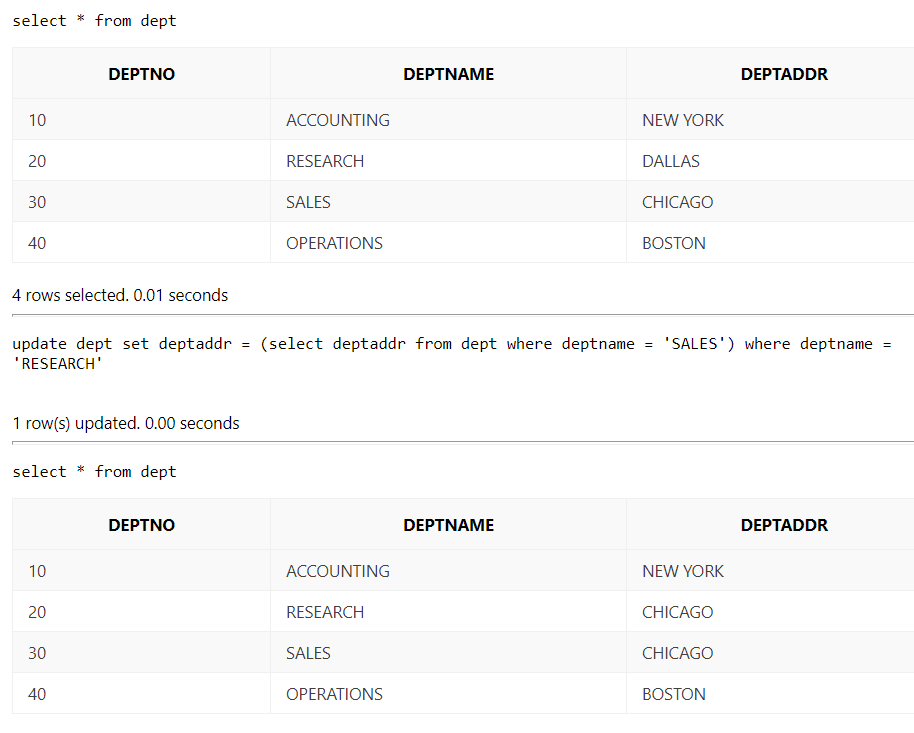 select * from dept
DEPTNO DEPTNAME DEPTADDR
10 ACCOUNTING NEW YORK
20 RESEARCH DALLAS
30 SALES CHICAGO
40 OPERATIONS BOSTON
4 rows selected. 0.01 seconds
update dept set deptaddr = (select deptaddr from dept where deptname = 'SALES') where deptname =
'RESEARCH'
1 row(s) updated. 0.00 seconds
select * from dept
DEPTNO DEPTNAME DEPTADDR
10 ACCOUNTING NEW YORK
20 RESEARCH CHICAGO
30 SALES CHICAGO
40 OPERATIONS BOSTON